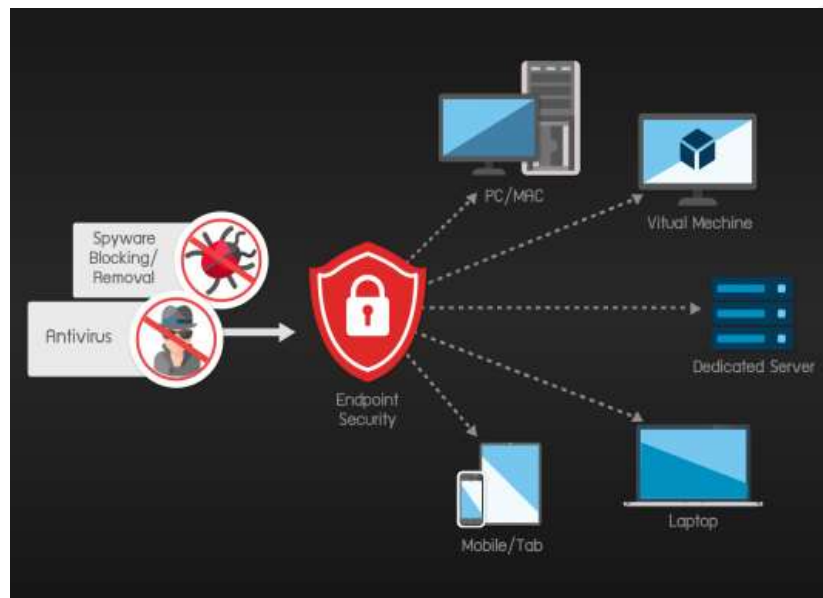 PC/MAC
Vitual Mechine
Spyware
Blocking/
Removal
Antivirus
Dedicated Server
Endpoint
Security
Laptop
Mobile/Tab